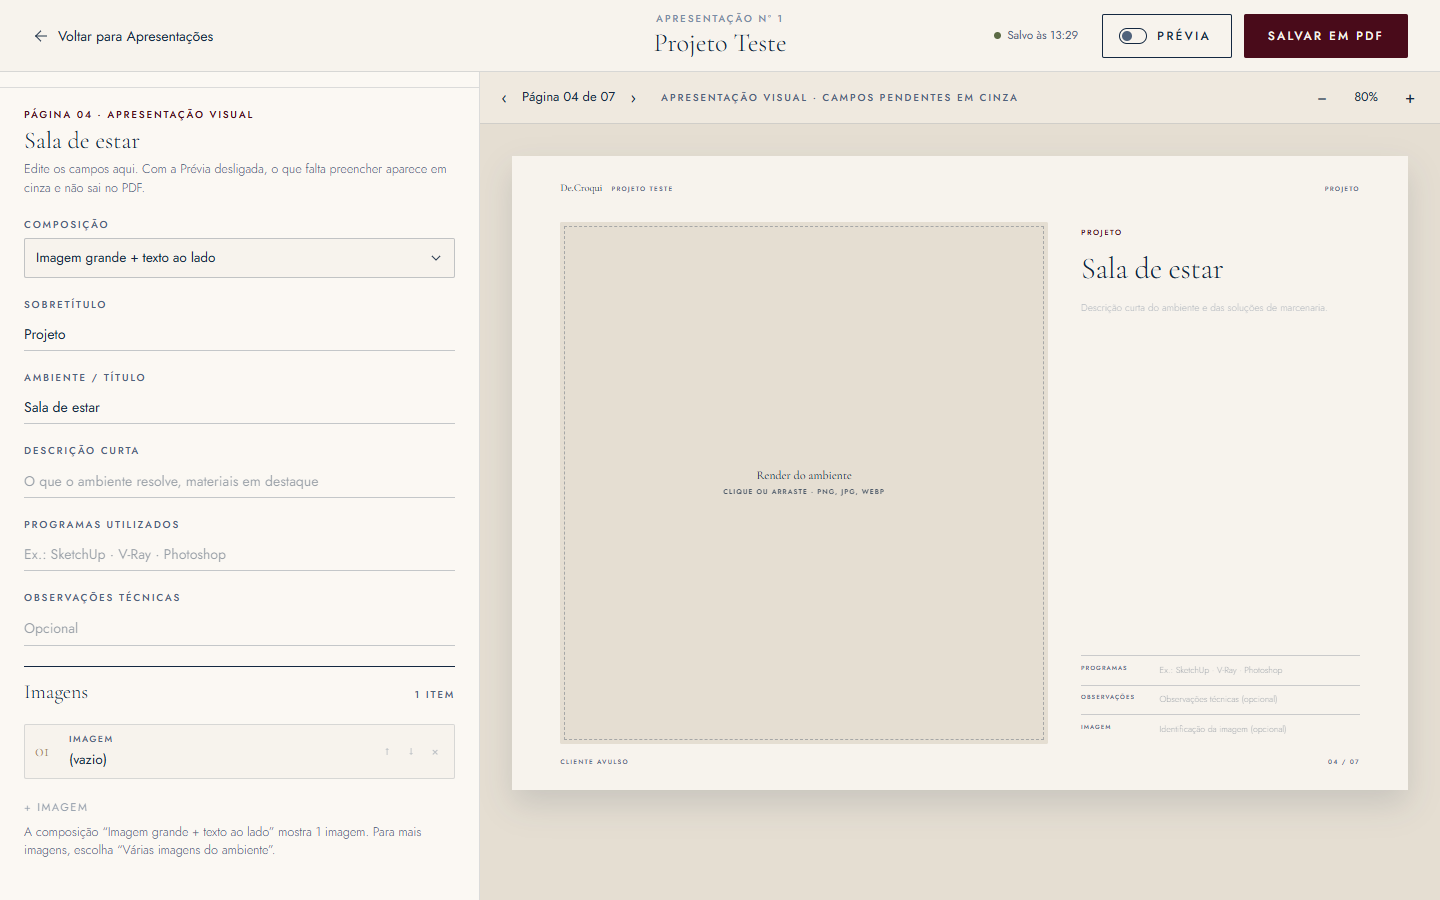 Voltar para Apresentações
APRESENTAÇÃO Nº 1
Projeto Teste
Salvo às 13:29
PRÉVIA
SALVAR EM PDF
PÁGINA 04 · APRESENTAÇÃO VISUAL
Sala de estar
Edite os campos aqui. Com a Prévia desligada, o que falta preencher aparece em
cinza e não sai no PDF.
COMPOSIÇÃO
Imagem grande + texto ao lado
SOBRETÍTULO
Projeto
AMBIENTE / TÍTULO
Sala de estar
DESCRIÇÃO CURTA
O que o ambiente resolve, materiais em destaque
PROGRAMAS UTILIZADOS
Ex.: SketchUp · V-Ray · Photoshop
OBSERVAÇÕES TÉCNICAS
Opcional
Imagens
1 ITEM
01
IMAGEM
(vazio)
↑ ↓ ×
+ IMAGEM
A composição “Imagem grande + texto ao lado” mostra 1 imagem. Para mais
imagens, escolha “Várias imagens do ambiente”.
‹ Página 04 de 07 ›
APRESENTAÇÃO VISUAL · CAMPOS PENDENTES EM CINZA
− 80% +
De.Croqui PROJETO TESTE
PROJETO
Render do ambiente
CLIQUE OU ARRASTE · PNG, JPG, WEBP
PROJETO
Sala de estar
Descrição curta do ambiente e das soluções de marcenaria.
PROGRAMAS
Ex.: SketchUp · V-Ray · Photoshop
OBSERVAÇÕES
Observações técnicas (opcional)
IMAGEM
Identificação da imagem (opcional)
CLIENTE AVULSO
04 / 07